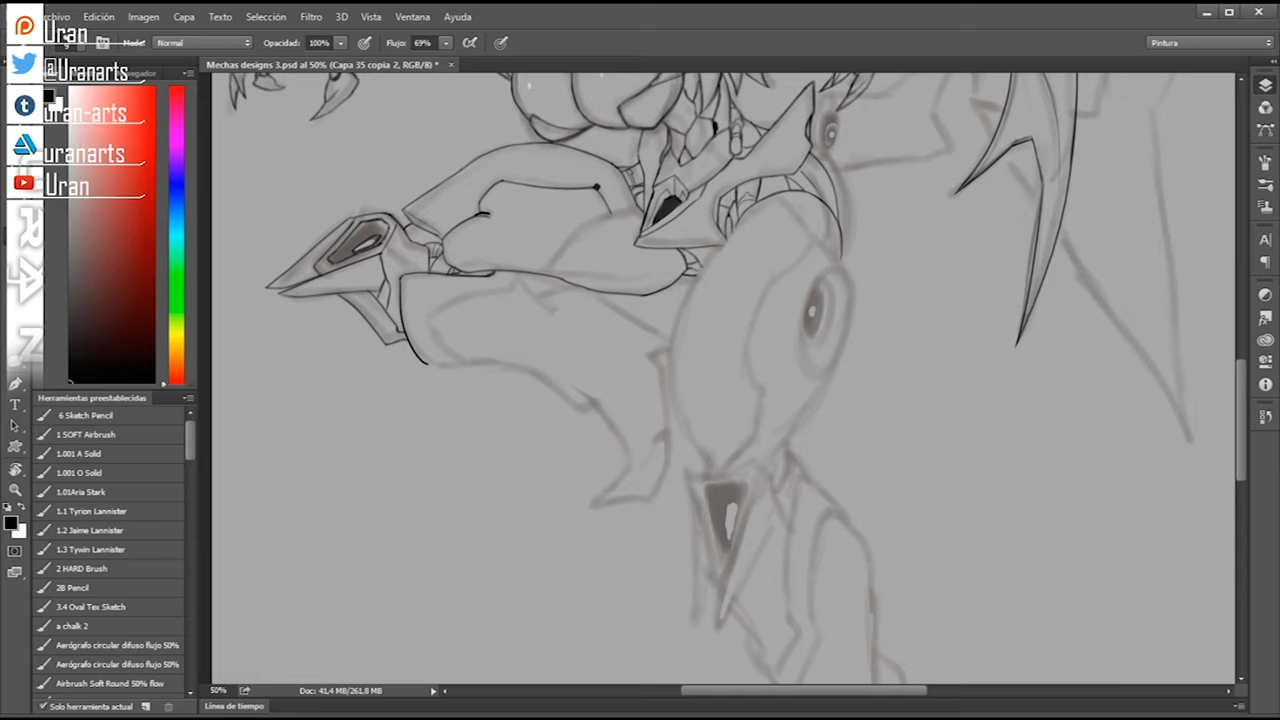 Archivo Edición Imagen Capa Texto Selección Filtro 3D Vista Ventana Ayuda
Uran
Modo: Normal Opacidad: 100% Flujo: 69% Pintura
Mechas designs 3.psd al 50% (Capa 35 copia 2, RGB/8) *
@Uranarts
uran-arts
uranarts
Uran
Herramientas preestablecidas
6 Sketch Pencil
1 SOFT Airbrush
1.001 A Solid
1.001 O Solid
1.01Aria Stark
1.1 Tyrion Lannister
1.2 Jaime Lannister
1.3 Tywin Lannister
2 HARD Brush
2B Pencil
3.4 Oval Tex Sketch
a chalk 2
Aerógrafo circular difuso flujo 50%
Aerógrafo circular difuso flujo 50%
Airbrush Soft Round 50% flow
Solo herramienta actual
50% Doc: 41,4 MB/261,8 MB
Línea de tiempo